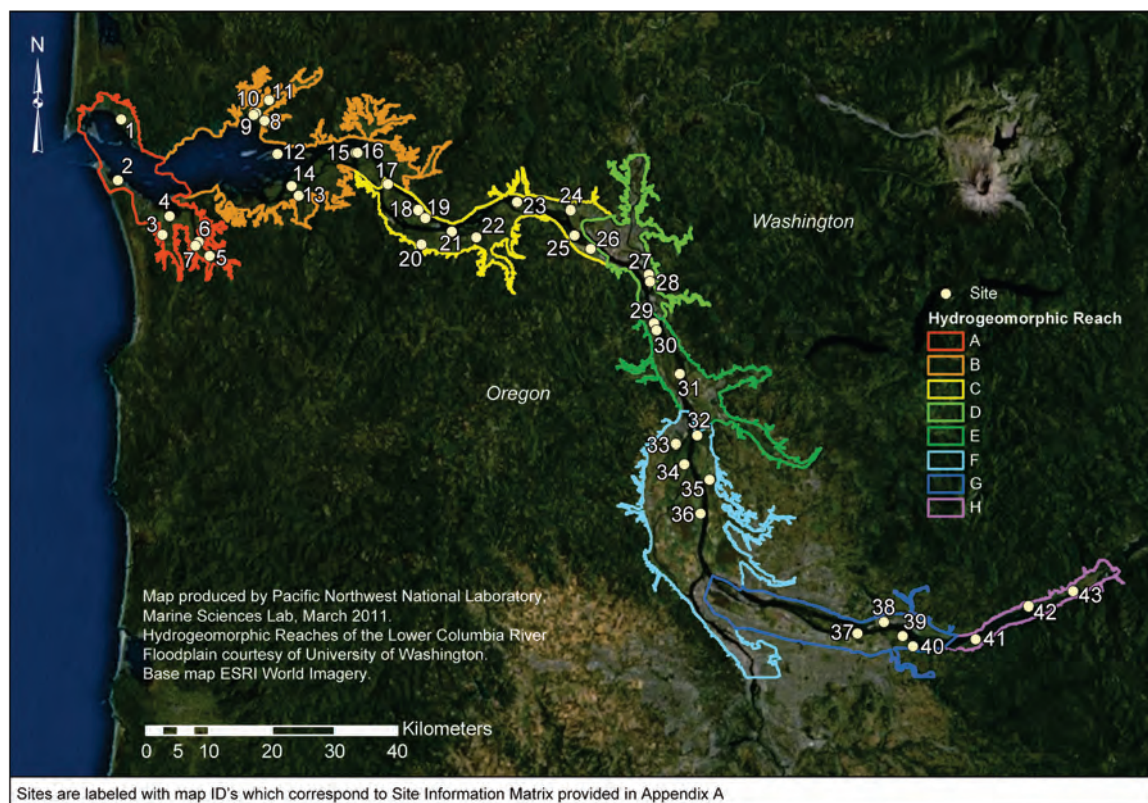 N
10
11
9
8
1
12
15
16
2
14
13
17
4
3
6
7
5
18
19
23
24
20
21
22
25
26
Washington
27
28
Site
Hydrogeomorphic Reach
A
B
C
D
E
F
G
H
29
30
31
Oregon
32
33
34
35
36
38
39
37
40
41
42
43
Map produced by Pacific Northwest National Laboratory,
Marine Sciences Lab, March 2011.
Hydrogeomorphic Reaches of the Lower Columbia River
Floodplain courtesy of University of Washington.
Base map ESRI World Imagery.
Kilometers
0 5 10 20 30 40
Sites are labeled with map ID's which correspond to Site Information Matrix provided in Appendix A